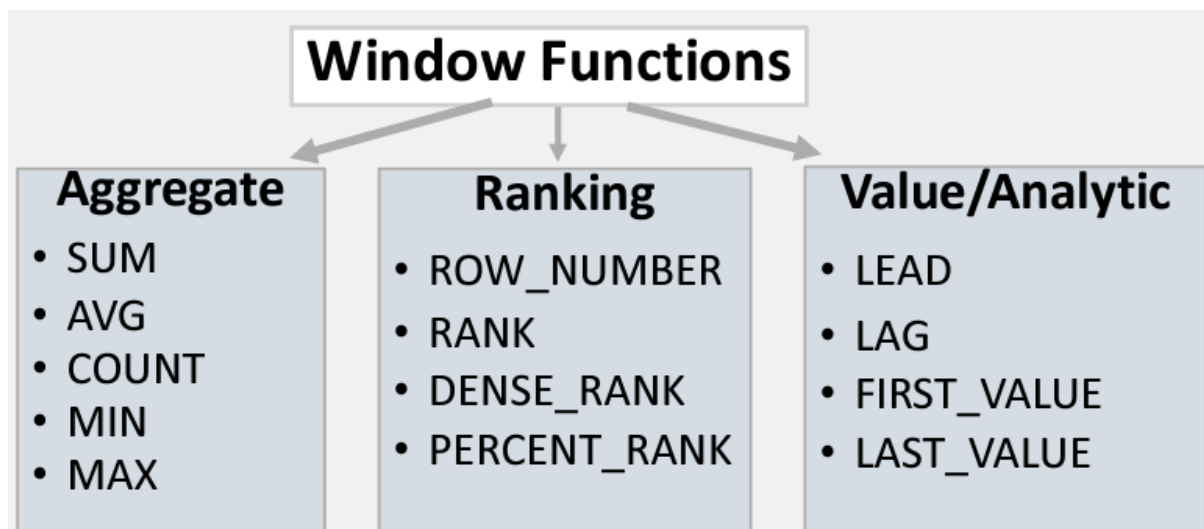 Window Functions
Aggregate
• SUM
• AVG
• COUNT
• MIN
• MAX
Ranking
• ROW_NUMBER
• RANK
• DENSE_RANK
• PERCENT_RANK
Value/Analytic
• LEAD
• LAG
• FIRST_VALUE
• LAST_VALUE